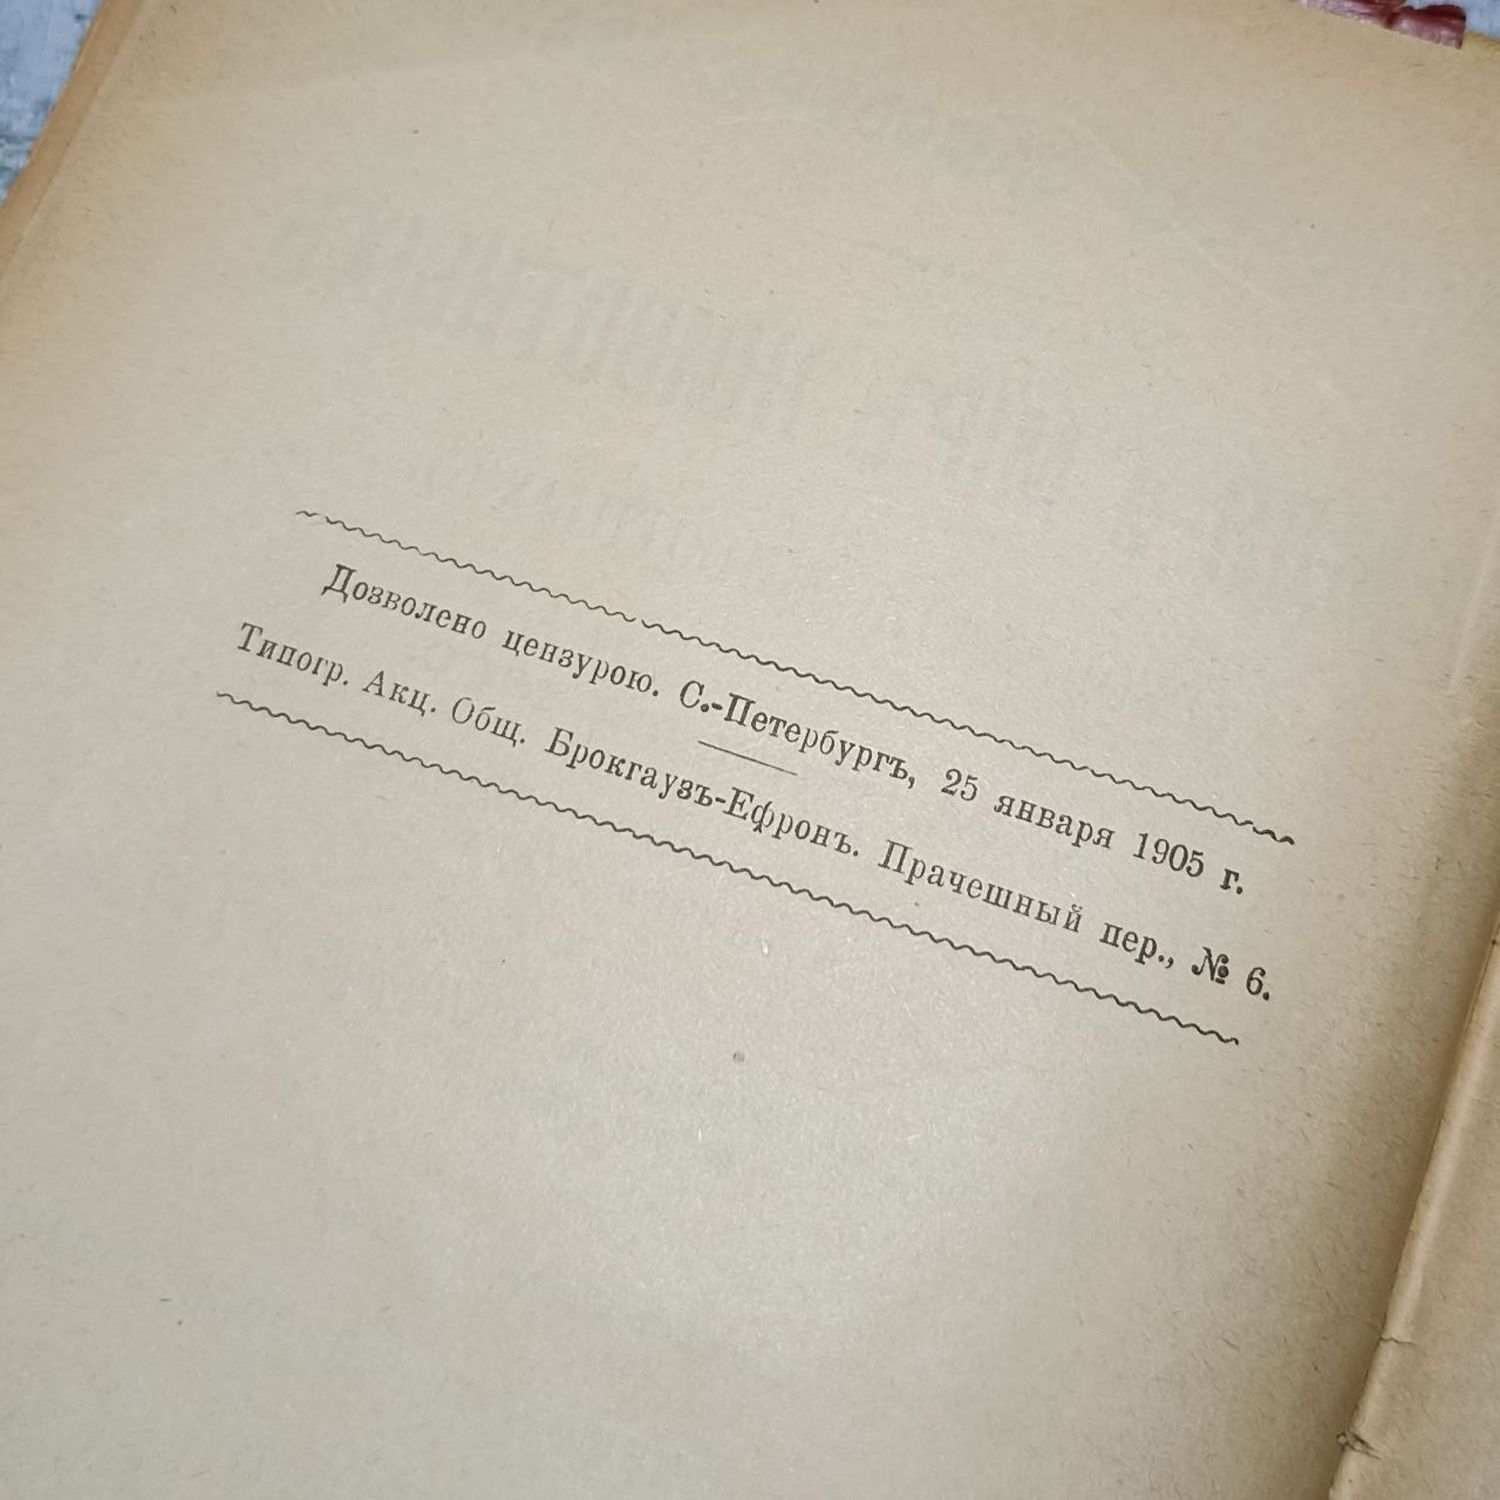 Дозволено цензурою. С.-Петербургъ, 25 января 1905 г.
Типогр. Акц. Общ. Брокгаузъ-Ефронъ. Прачешный пер., № 6.